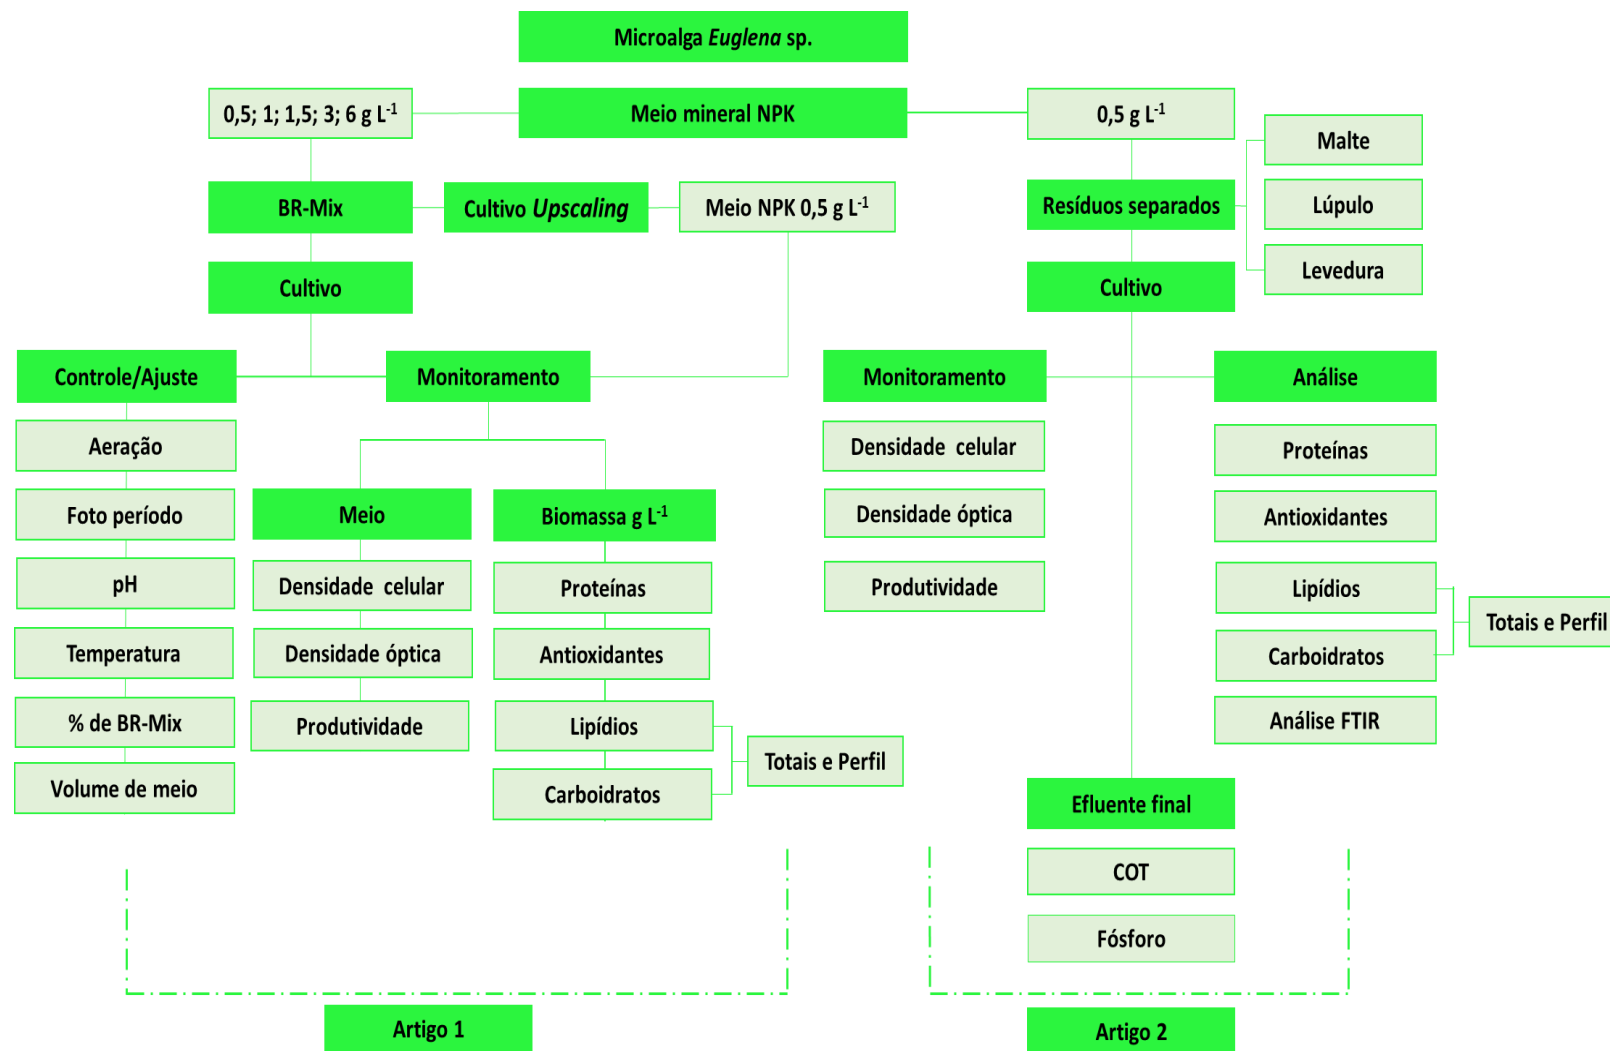 Microalga Euglena sp.
0,5; 1; 1,5; 3; 6 g L-1
Meio mineral NPK
0,5 g L-1
Malte
BR-Mix
Cultivo Upscaling
Meio NPK 0,5 g L-1
Resíduos separados
Lúpulo
Levedura
Cultivo
Cultivo
Controle/Ajuste
Monitoramento
Monitoramento
Análise
Aeração
Foto período
pH
Temperatura
% de BR-Mix
Volume de meio
Meio
Densidade celular
Densidade óptica
Produtividade
Biomassa g L-1
Proteínas
Antioxidantes
Lipídios
Carboidratos
Totais e Perfil
Densidade celular
Densidade óptica
Produtividade
Proteínas
Antioxidantes
Lipídios
Carboidratos
Totais e Perfil
Análise FTIR
Efluente final
COT
Fósforo
Artigo 1
Artigo 2